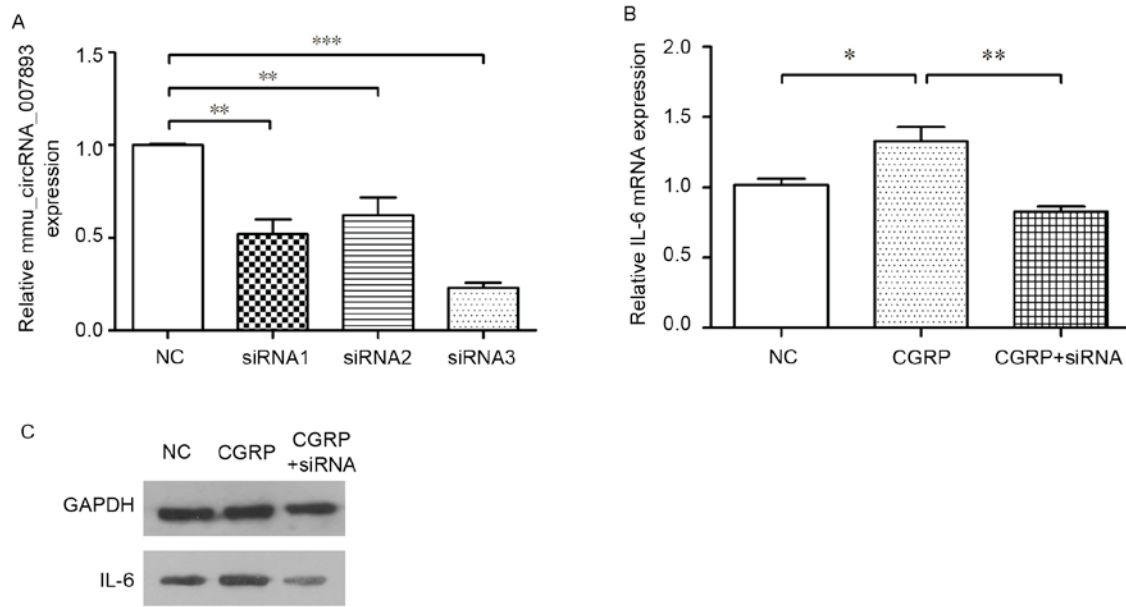 A
Relative mmu_circRNA_007893
expression
1.5
1.0
0.5
0.0
***
**
**
NC
siRNA1
siRNA2
siRNA3
B
Relative IL-6 mRNA expression
2.0
1.5
1.0
0.5
0.0
*
**
NC
CGRP
CGRP+siRNA
C
NC
CGRP
CGRP
+siRNA
GAPDH
IL-6